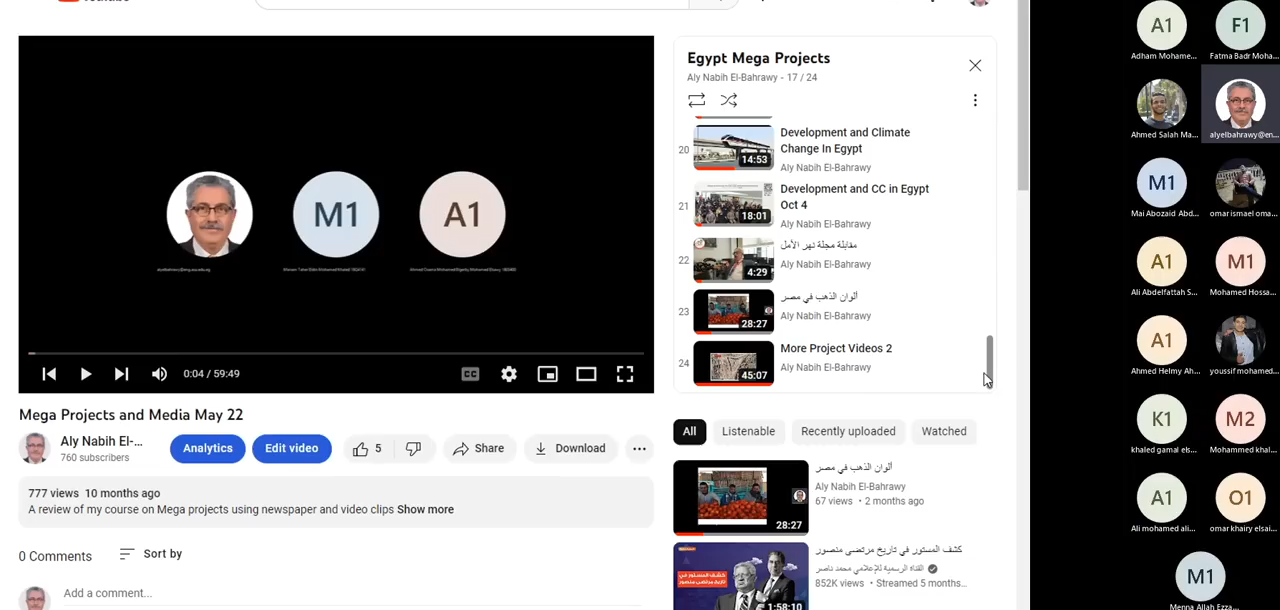 Egypt Mega Projects
Aly Nabih El-Bahrawy - 17 / 24
20
14:53
Development and Climate
Change In Egypt
Aly Nabih El-Bahrawy
21
18:01
Development and CC in Egypt
Oct 4
Aly Nabih El-Bahrawy
22
4:29
مقابلة مجلة نهر الأمل
Aly Nabih El-Bahrawy
23
28:27
ألوان الذهب في مصر
Aly Nabih El-Bahrawy
24
45:07
More Project Videos 2
Aly Nabih El-Bahrawy
M1
A1
0:04 / 59:49
CC
Mega Projects and Media May 22
Aly Nabih El-...
760 subscribers
Analytics
Edit video
5
Share
Download
777 views 10 months ago
A review of my course on Mega projects using newspaper and video clips Show more
0 Comments
Sort by
Add a comment...
All
Listenable
Recently uploaded
Watched
28:27
ألوان الذهب في مصر
Aly Nabih El-Bahrawy
67 views • 2 months ago
1:58:10
كشف المستور في تاريخ مرتضى منصور
القناة الرسمية للإعلامي محمد ناصر
852K views • Streamed 5 months...
A1
Adham Mohame...
F1
Fatma Badr Moha...
Ahmed Salah Ma...
alyelbahrawy@en...
M1
Mai Abozaid Abd...
omar ismael oma...
A1
Ali Abdelfattah S...
M1
Mohamed Hossa...
A1
Ahmed Helmy Ah...
youssif mohamed...
K1
khaled gamal els...
M2
Mohammed khal...
A1
Ali mohamed ali...
O1
omar khairy elsai...
M1
Menna Allah Ezza...